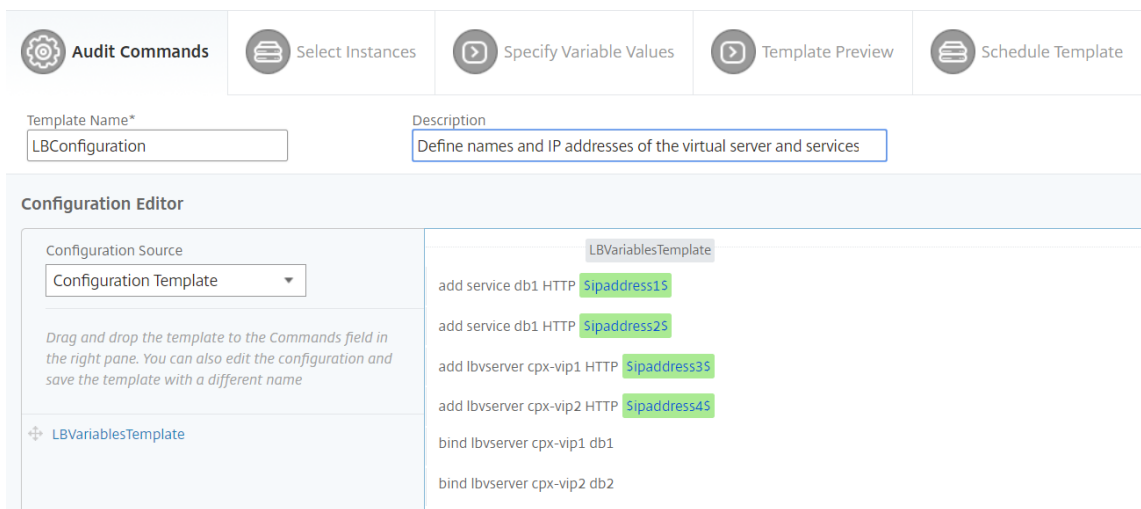 Audit Commands
Select Instances
Specify Variable Values
Template Preview
Schedule Template
Template Name*
LBConfiguration
Description
Define names and IP addresses of the virtual server and services
Configuration Editor
Configuration Source
Configuration Template
Drag and drop the template to the Commands field in
the right pane. You can also edit the configuration and
save the template with a different name
LBVariablesTemplate
LBVariablesTemplate
add service db1 HTTP $ipaddress1$
add service db1 HTTP $ipaddress2$
add lbvserver cpx-vip1 HTTP $ipaddress3$
add lbvserver cpx-vip2 HTTP $ipaddress4$
bind lbvserver cpx-vip1 db1
bind lbvserver cpx-vip2 db2